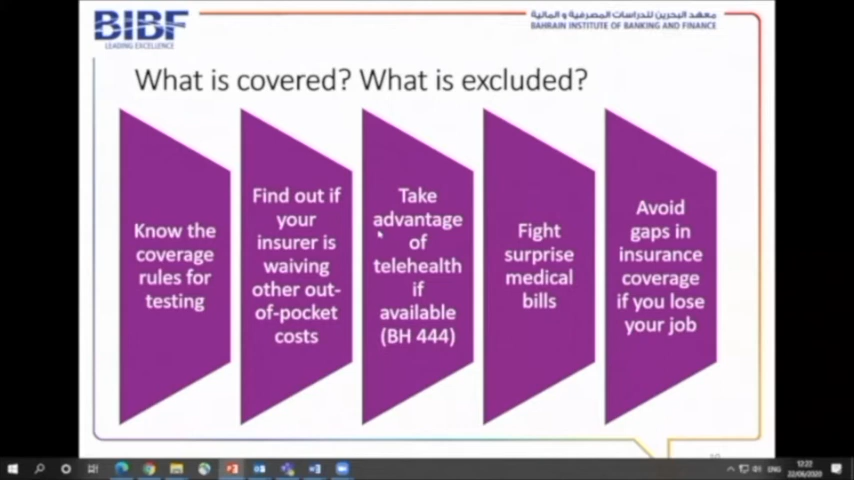 BIBF
LEADING EXCELLENCE
معهد البحرين للدراسات المصرفية و المالية
BAHRAIN INSTITUTE OF BANKING AND FINANCE
What is covered? What is excluded?
Know the
coverage
rules for
testing
Find out if
your
insurer is
waiving
other out-
of-pocket
costs
Take
advantage
of
telehealth
if
available
(BH 444)
Fight
surprise
medical
bills
Avoid
gaps in
insurance
coverage
if you lose
your job
ENG
12:22
22/06/2020